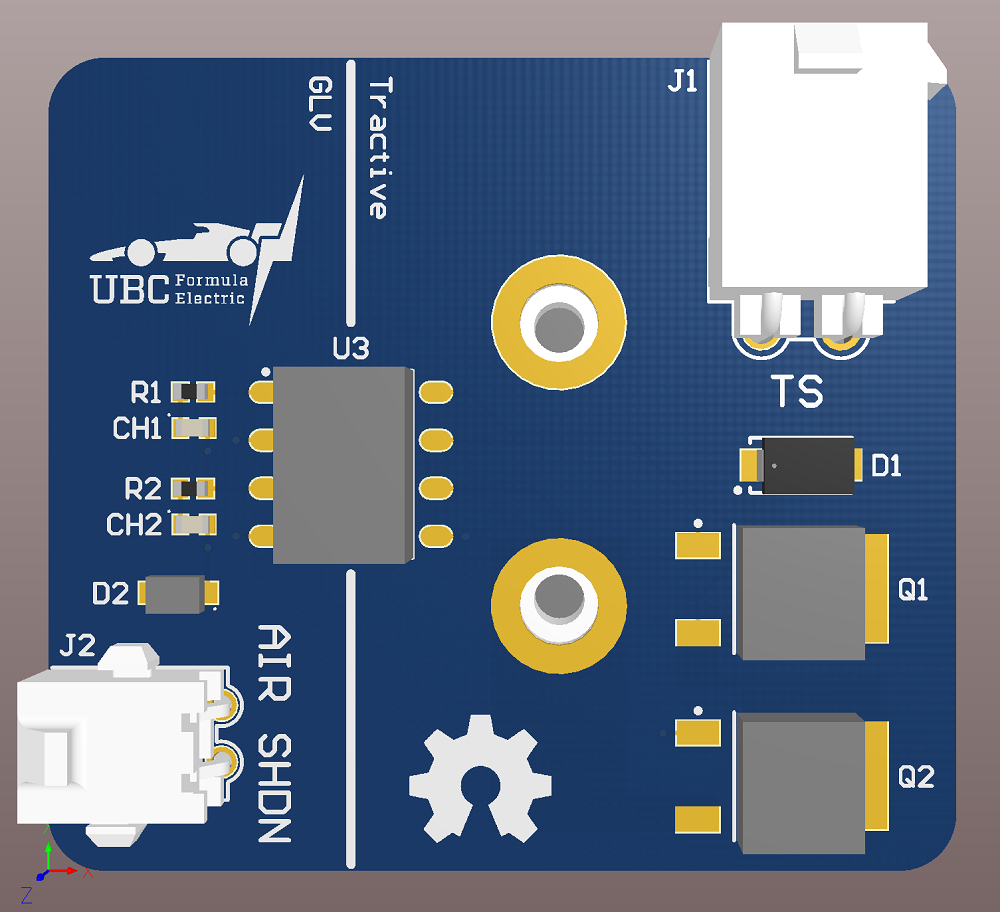 J1
GLV
Tractive
UBC Formula
Electric
U3
TS
R1
CH1
D1
R2
CH2
Q1
D2
J2
AIR SHDN
Q2
X
Z